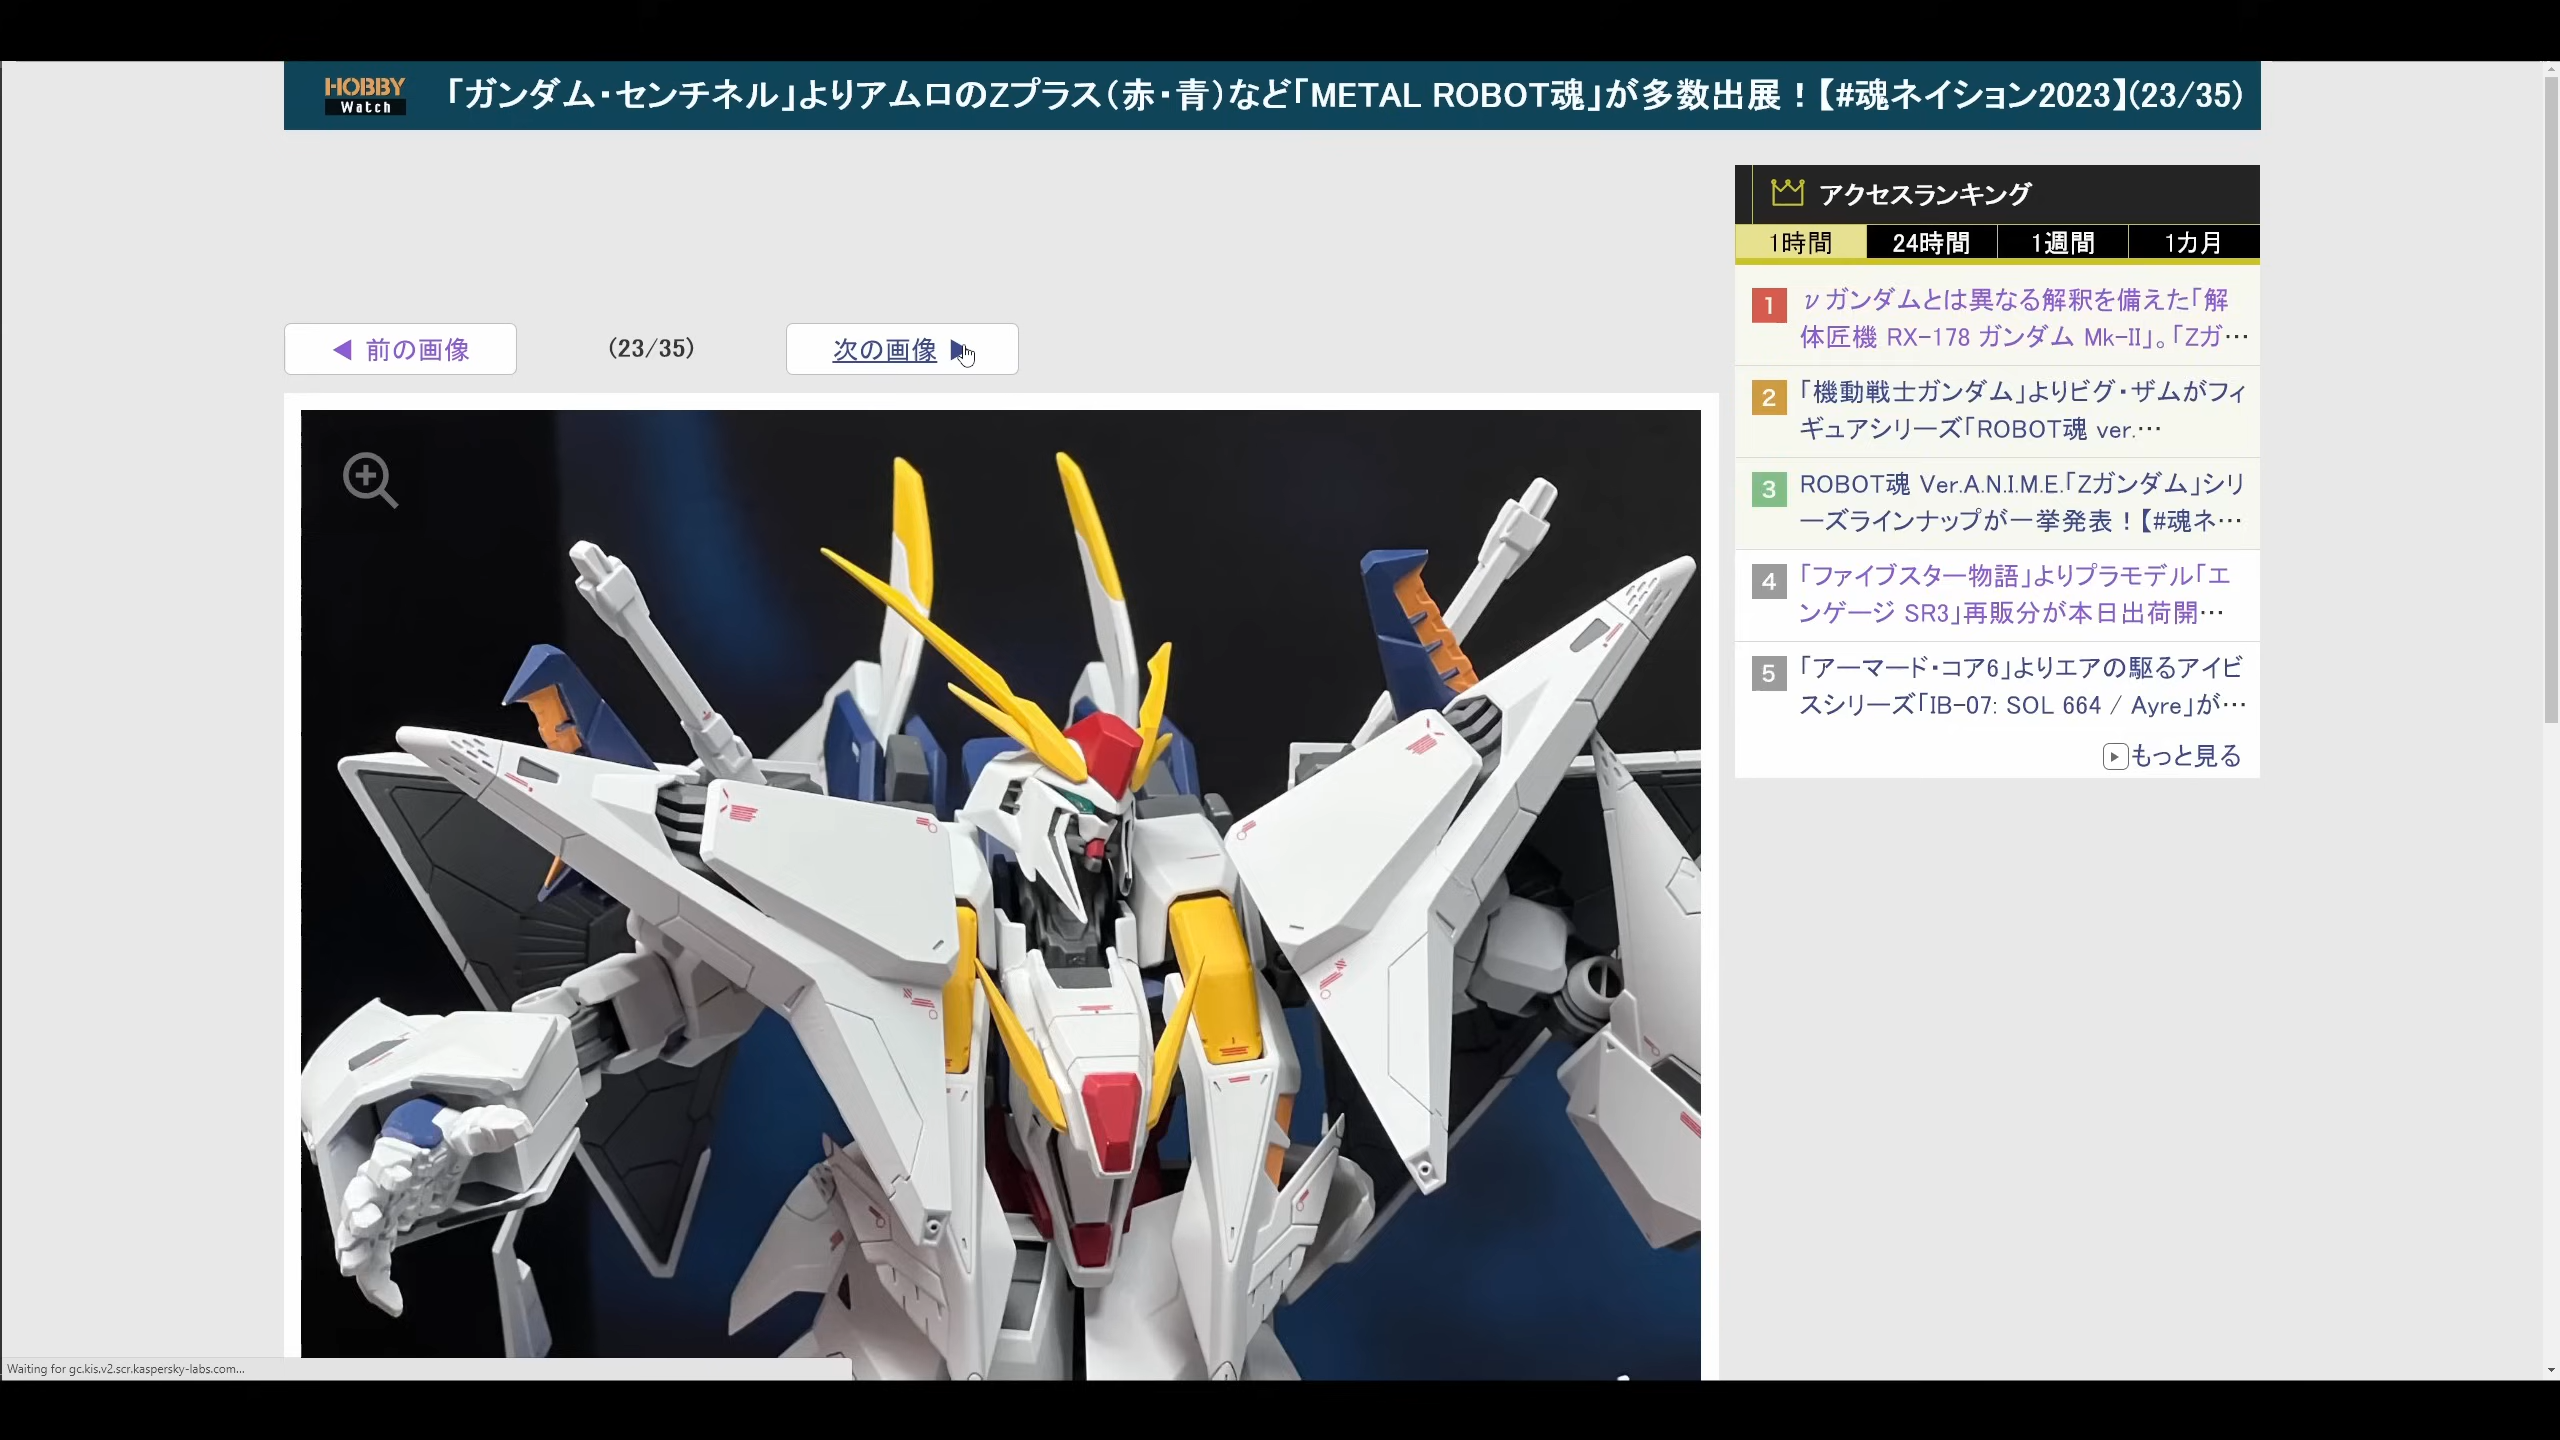 HOBBY
Watch
「ガンダム・センチネル」よりアムロのZプラス（赤・青）など「METAL ROBOT魂」が多数出展！【#魂ネイション2023】(23/35)
アクセスランキング
1時間 24時間 1週間 1カ月
◀ 前の画像 (23/35) 次の画像 ▶
1 νガンダムとは異なる解釈を備えた「解
体匠機 RX-178 ガンダム Mk-II」。「Zガ…
2 「機動戦士ガンダム」よりビグ・ザムがフィ
ギュアシリーズ「ROBOT魂 ver.…
3 ROBOT魂 Ver.A.N.I.M.E.「Zガンダム」シリ
ーズラインナップが一挙発表！【#魂ネ…
4 「ファイブスター物語」よりプラモデル「エ
ンゲージ SR3」再販分が本日出荷開…
5 「アーマード・コア6」よりエアの駆るアイビ
スシリーズ「IB-07: SOL 664 / Ayre」が…
もっと見る
Waiting for gc.kis.v2.scr.kaspersky-labs.com...